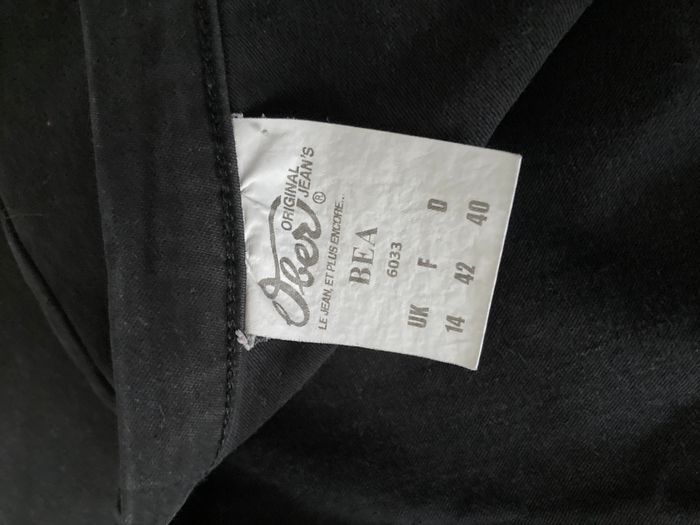 Ober ORIGINAL JEAN'S ®
LE JEAN, ET PLUS ENCORE...
BEA
6033
UK F D
14 42 40